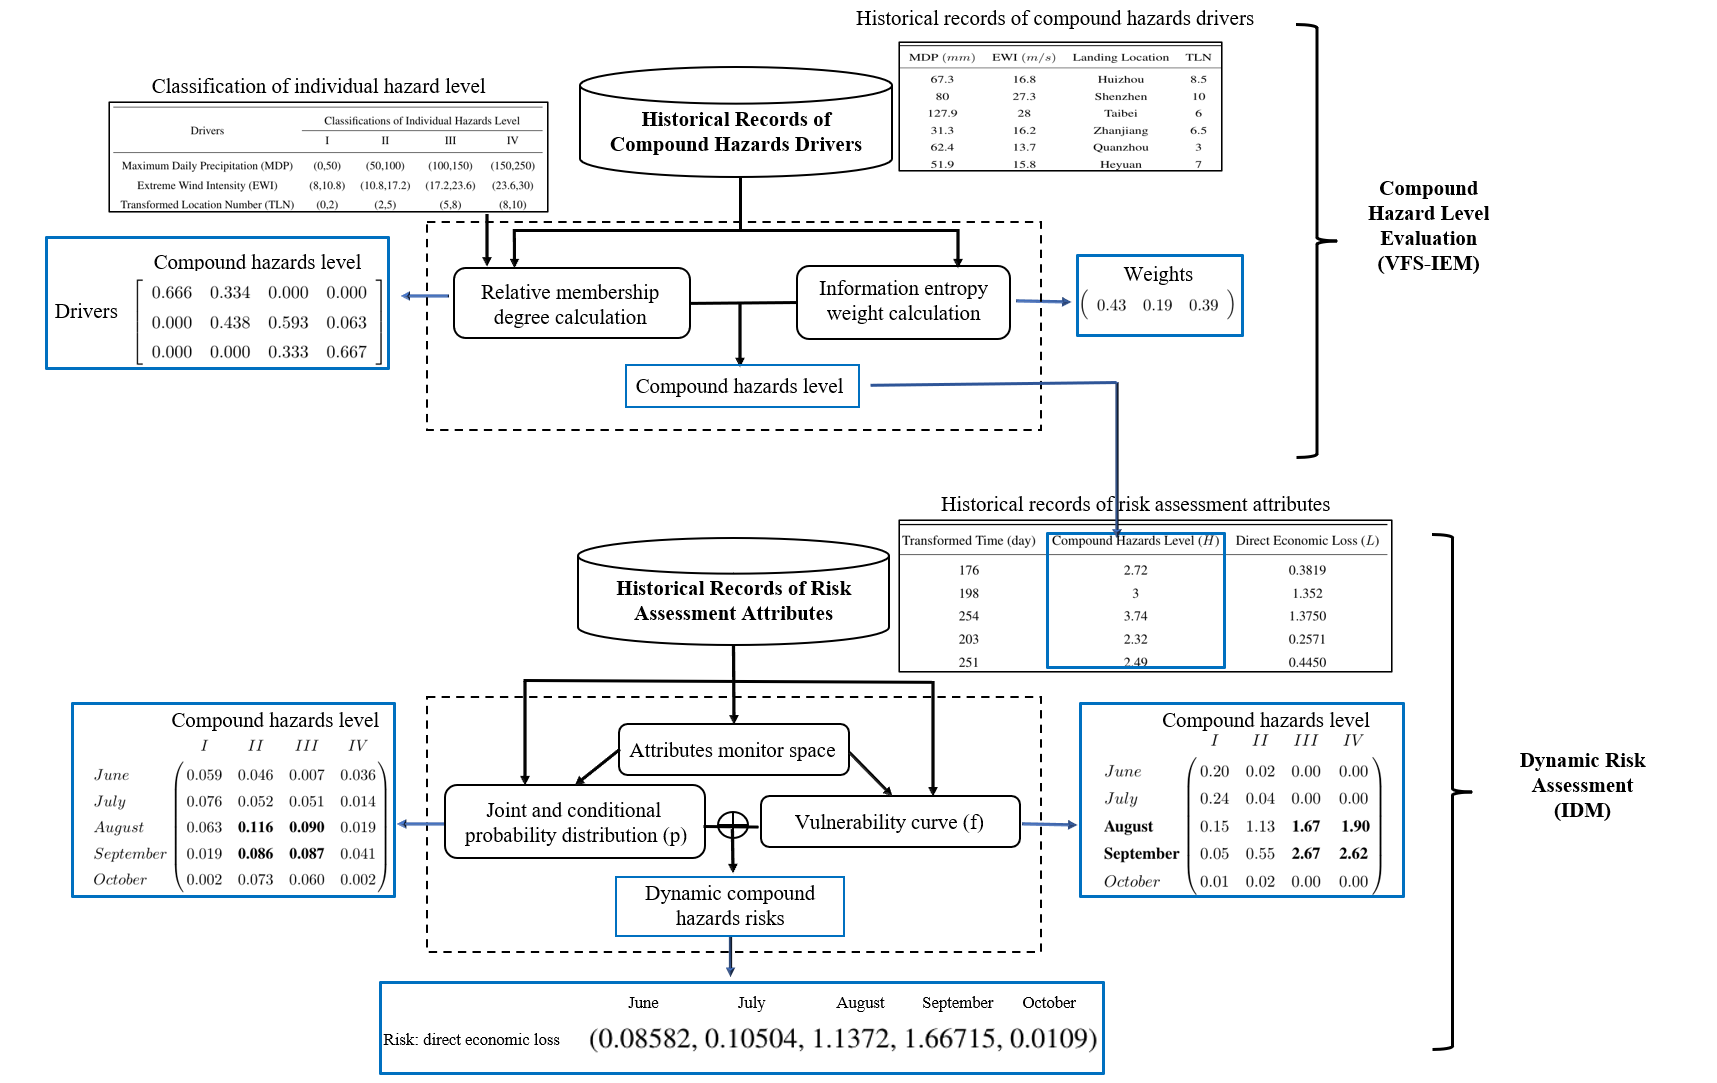 Historical records of compound hazards drivers
MDP (mm) EWI (m/s) Landing Location TLN
67.3 16.8 Huizhou 8.5
80 27.3 Shenzhen 10
127.9 28 Taibei 6
31.3 16.2 Zhanjiang 6.5
62.4 13.7 Quanzhou 3
51.9 15.8 Heyuan 7
Classification of individual hazard level
Drivers
Classifications of Individual Hazards Level
I II III IV
Maximum Daily Precipitation (MDP) (0,50) (50,100) (100,150) (150,250)
Extreme Wind Intensity (EWI) (8,10.8) (10.8,17.2) (17.2,23.6) (23.6,30)
Transformed Location Number (TLN) (0,2) (2,5) (5,8) (8,10)
Historical Records of
Compound Hazards Drivers
Compound
Hazard Level
Evaluation
(VFS-IEM)
Compound hazards level
Drivers
0.666 0.334 0.000 0.000
0.000 0.438 0.593 0.063
0.000 0.000 0.333 0.667
Relative membership
degree calculation
Information entropy
weight calculation
Weights
( 0.43 0.19 0.39 )
Compound hazards level
Historical records of risk assessment attributes
Transformed Time (day) Compound Hazards Level (H) Direct Economic Loss (L)
176 2.72 0.3819
198 3 1.352
254 3.74 1.3750
203 2.32 0.2571
251 2.49 0.4450
Historical Records of Risk
Assessment Attributes
Compound hazards level
I II III IV
June 0.059 0.046 0.007 0.036
July 0.076 0.052 0.051 0.014
August 0.063 0.116 0.090 0.019
September 0.019 0.086 0.087 0.041
October 0.002 0.073 0.060 0.002
Attributes monitor space
Joint and conditional
probability distribution (p)
Vulnerability curve (f)
Dynamic compound
hazards risks
Compound hazards level
I II III IV
June 0.20 0.02 0.00 0.00
July 0.24 0.04 0.00 0.00
August 0.15 1.13 1.67 1.90
September 0.05 0.55 2.67 2.62
October 0.01 0.02 0.00 0.00
Dynamic Risk
Assessment
(IDM)
June July August September October
Risk: direct economic loss (0.08582, 0.10504, 1.1372, 1.66715, 0.0109)